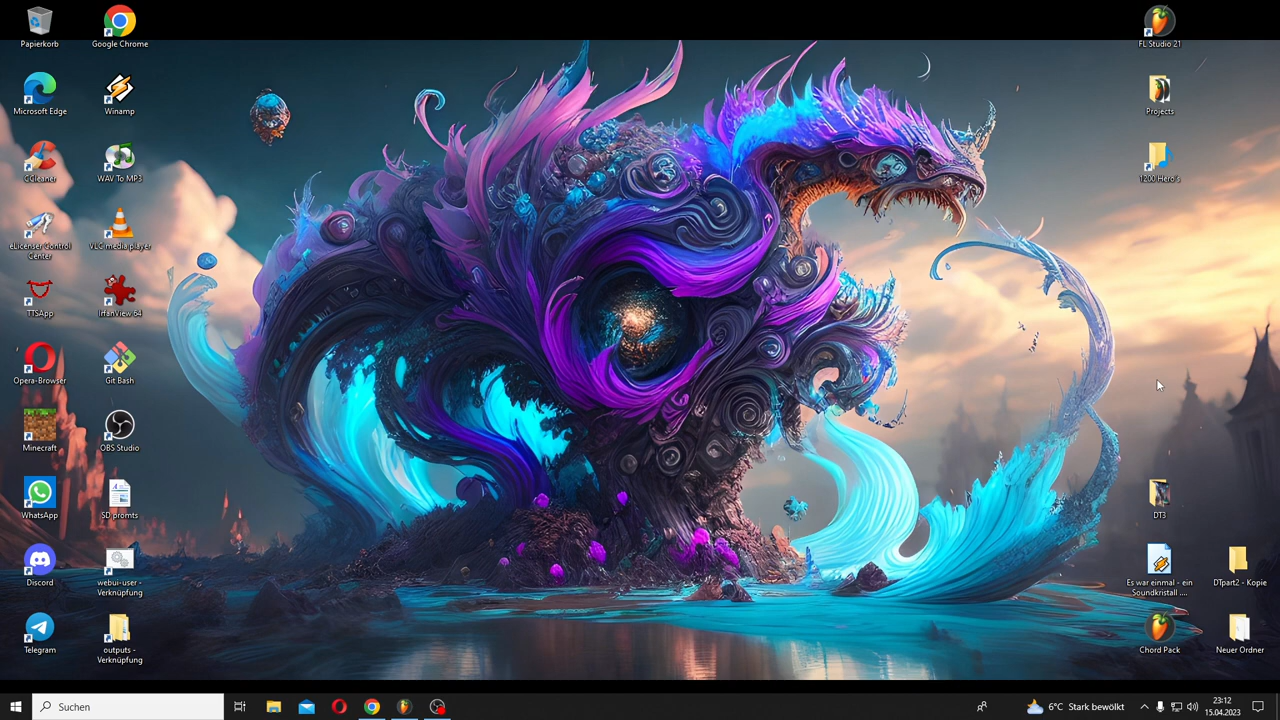 Papierkorb
Google Chrome
FL Studio 21
Microsoft Edge
Winamp
Projects
CCleaner
WAV To MP3
1200 Hero's
eLicenser Control
Center
VLC media player
TTSApp
IrfanView 64
Opera-Browser
Git Bash
Minecraft
OBS Studio
WhatsApp
SD promts
DT3
Discord
webui-user -
Verknüpfung
Es war einmal - ein
Soundkristall ....
DTpart2 - Kopie
Telegram
outputs -
Verknüpfung
Chord Pack
Neuer Ordner
Suchen
6°C Stark bewölkt
23:12
15.04.2023